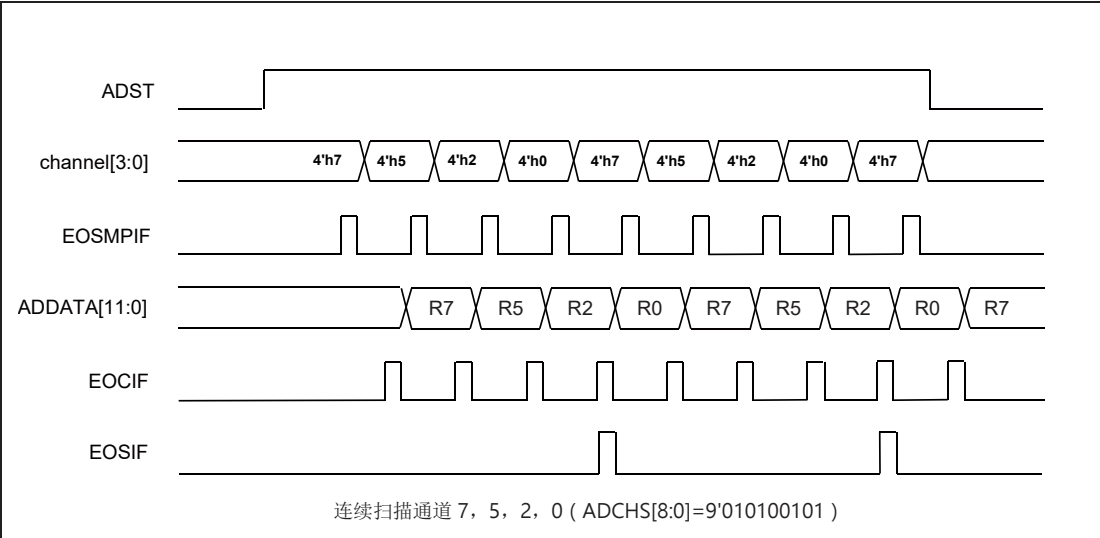 ADST
channel[3:0] 4'h7 4'h5 4'h2 4'h0 4'h7 4'h5 4'h2 4'h0 4'h7
EOSMPIF
ADDATA[11:0] R7 R5 R2 R0 R7 R5 R2 R0 R7
EOCIF
EOSIF
连续扫描通道 7，5，2，0 ( ADCHS[8:0]=9'010100101 )